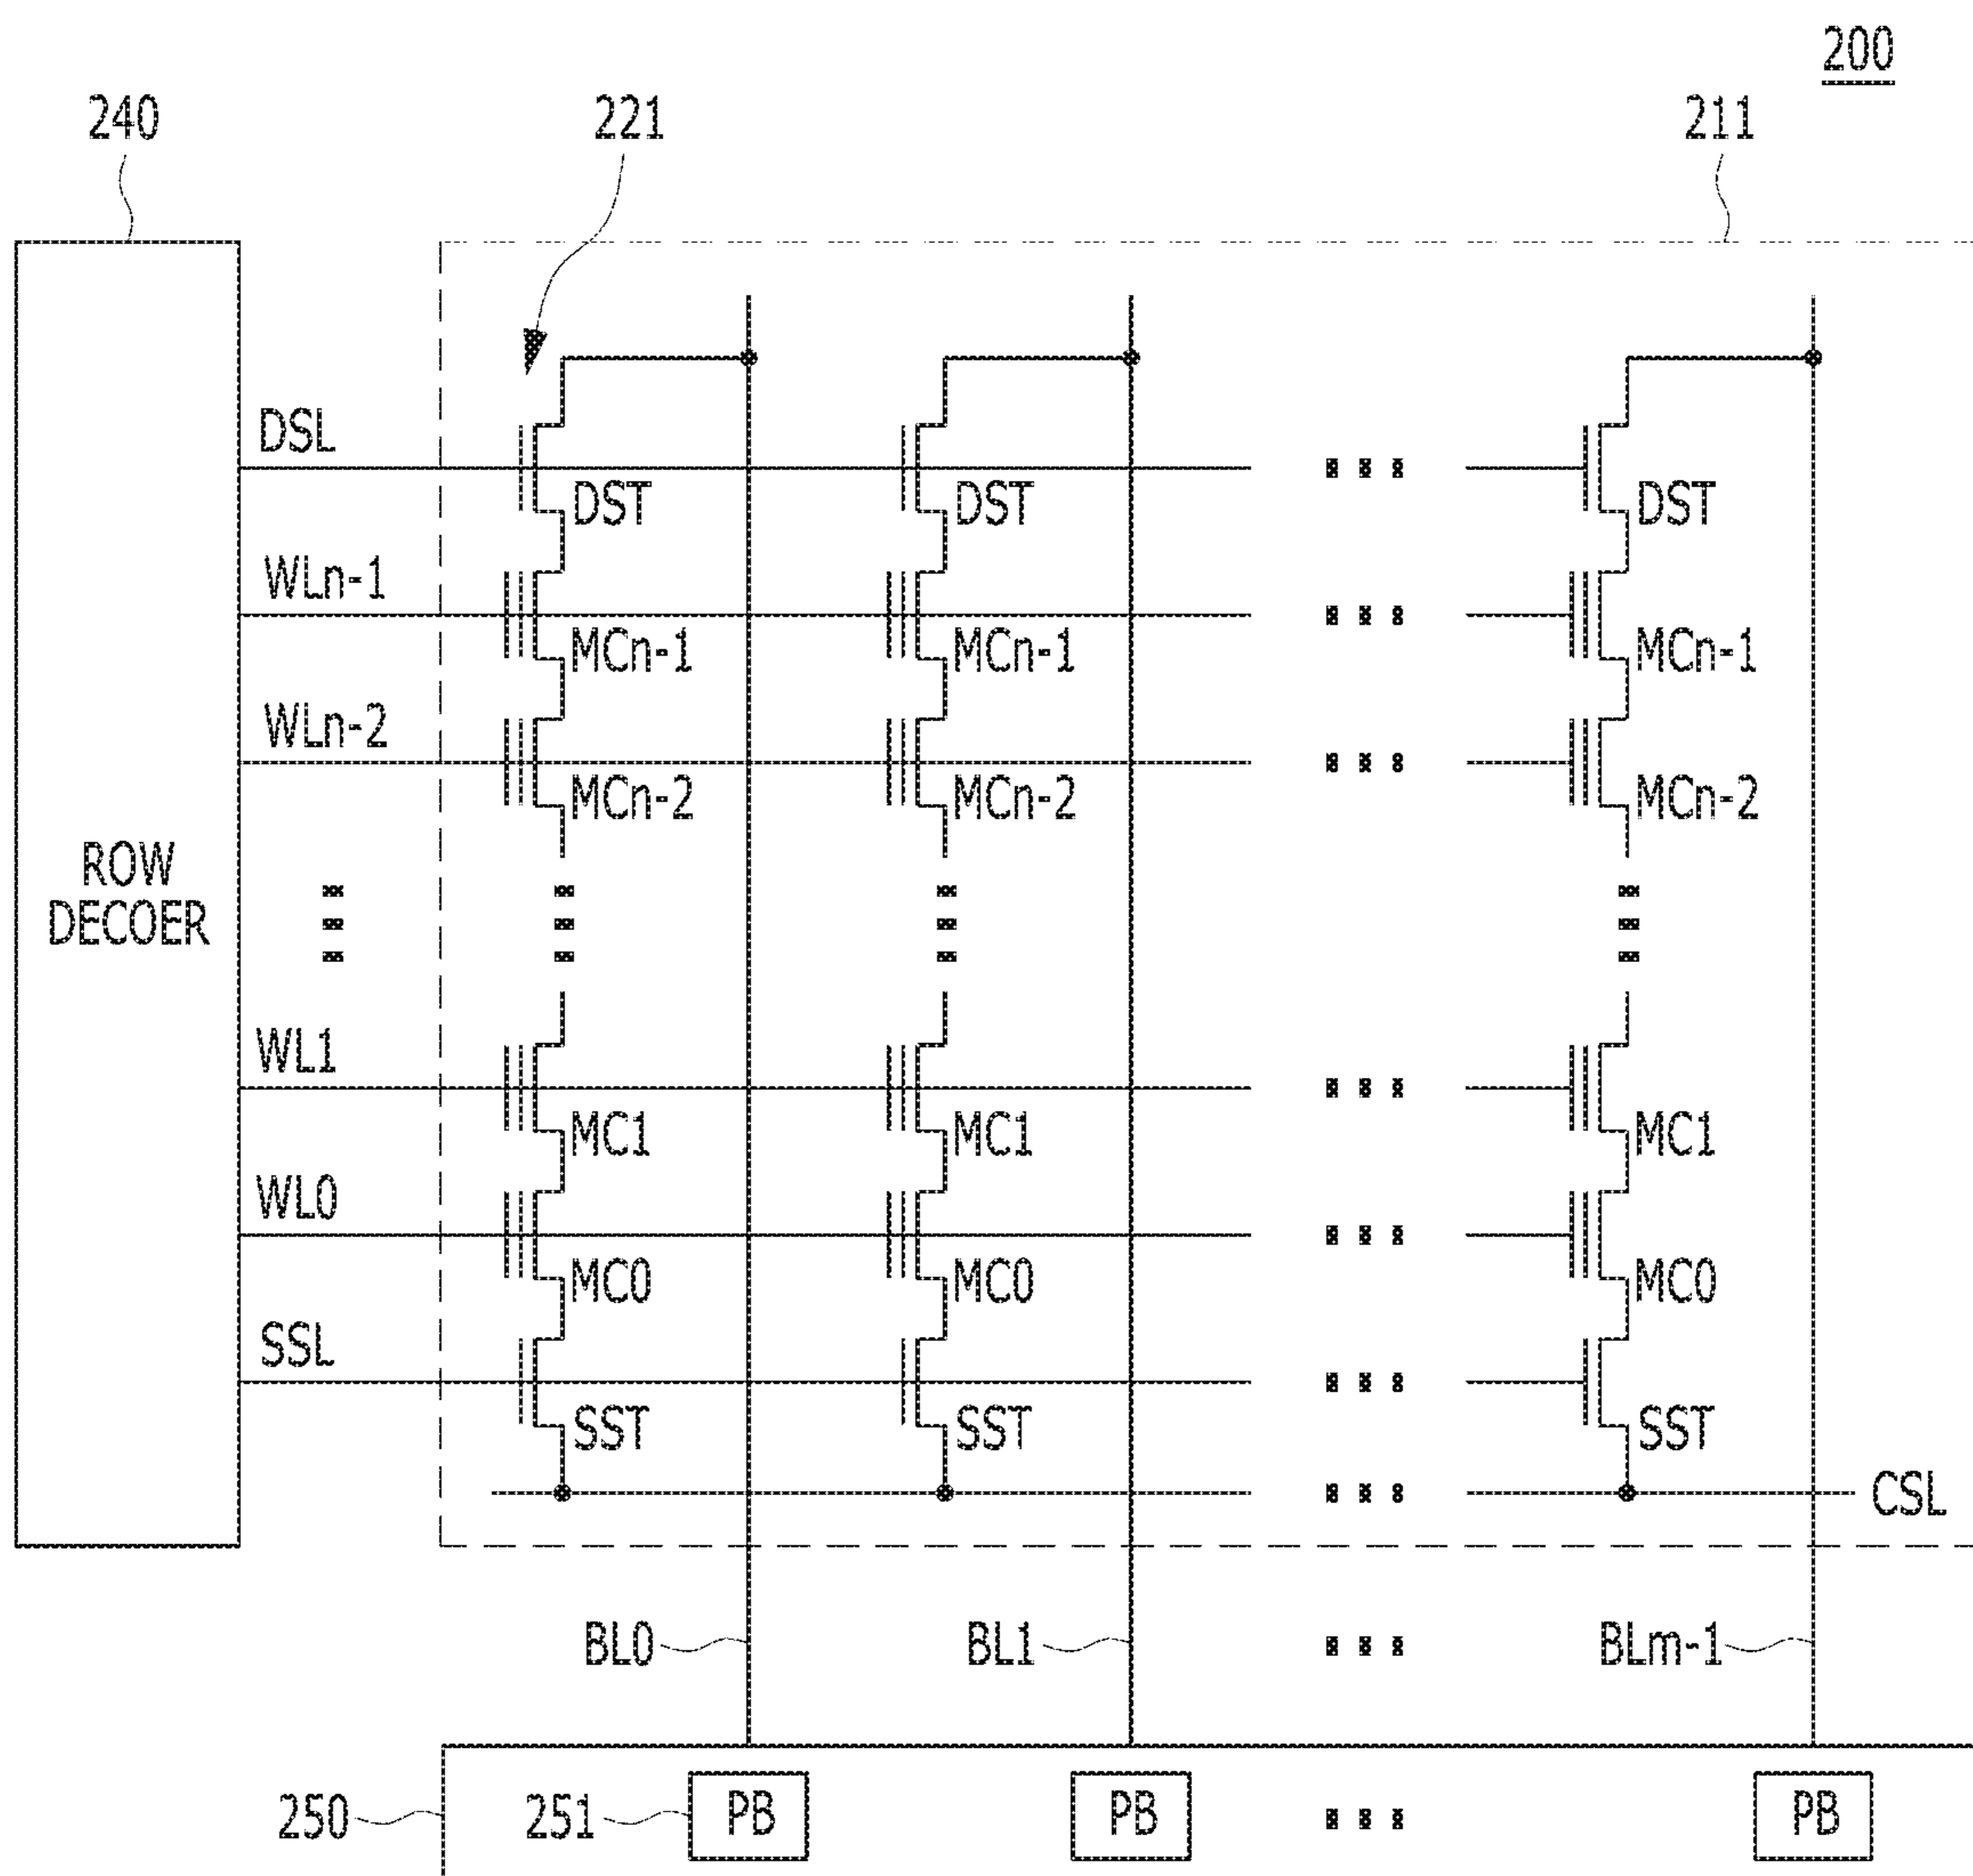 200
240 221 211
DSL
DST DST DST
WLn-1
MCn-1 MCn-1 MCn-1
WLn-2
MCn-2 MCn-2 MCn-2
ROW
DECOER
WL1
MC1 MC1 MC1
WL0
MC0 MC0 MC0
SSL
SST SST SST
CSL
BL0 BL1 BLm-1
250 251 PB PB PB